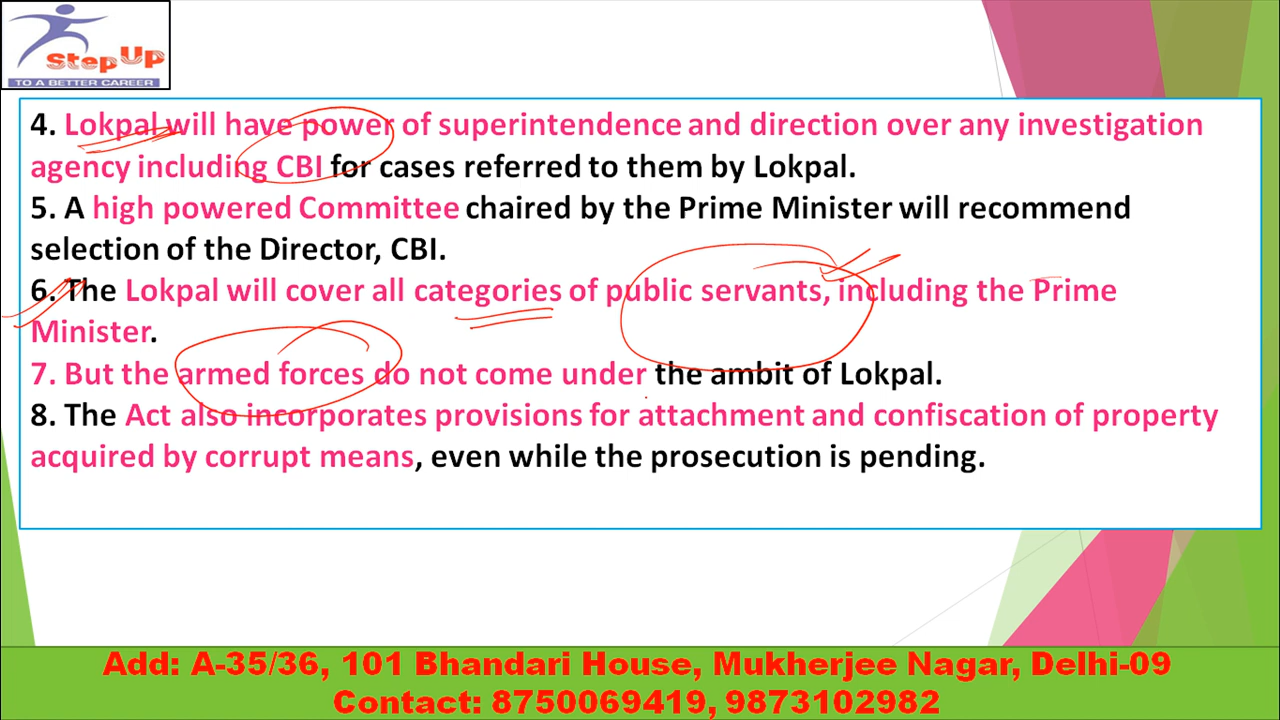 StepUp
TO A BETTER CAREER
4. Lokpal will have power of superintendence and direction over any investigation
agency including CBI for cases referred to them by Lokpal.
5. A high powered Committee chaired by the Prime Minister will recommend
selection of the Director, CBI.
6. The Lokpal will cover all categories of public servants, including the Prime
Minister.
7. But the armed forces do not come under the ambit of Lokpal.
8. The Act also incorporates provisions for attachment and confiscation of property
acquired by corrupt means, even while the prosecution is pending.
Add: A-35/36, 101 Bhandari House, Mukherjee Nagar, Delhi-09
Contact: 8750069419, 9873102982